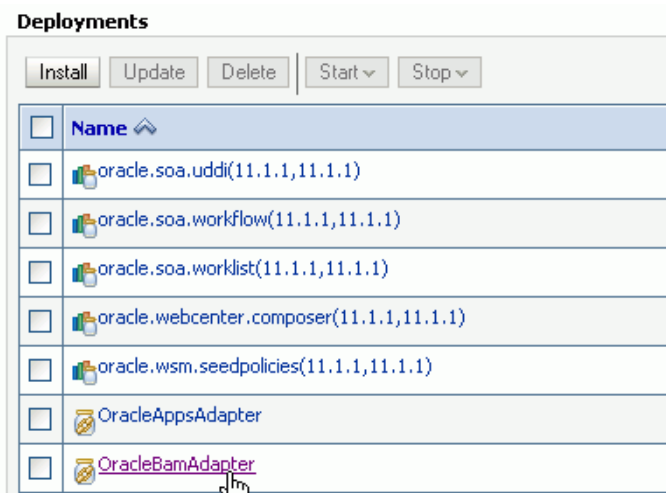 Deployments
Install Update Delete Start Stop
Name
oracle.soa.uddi(11.1.1,11.1.1)
oracle.soa.workflow(11.1.1,11.1.1)
oracle.soa.worklist(11.1.1,11.1.1)
oracle.webcenter.composer(11.1.1,11.1.1)
oracle.wsm.seedpolicies(11.1.1,11.1.1)
OracleAppsAdapter
OracleBamAdapter